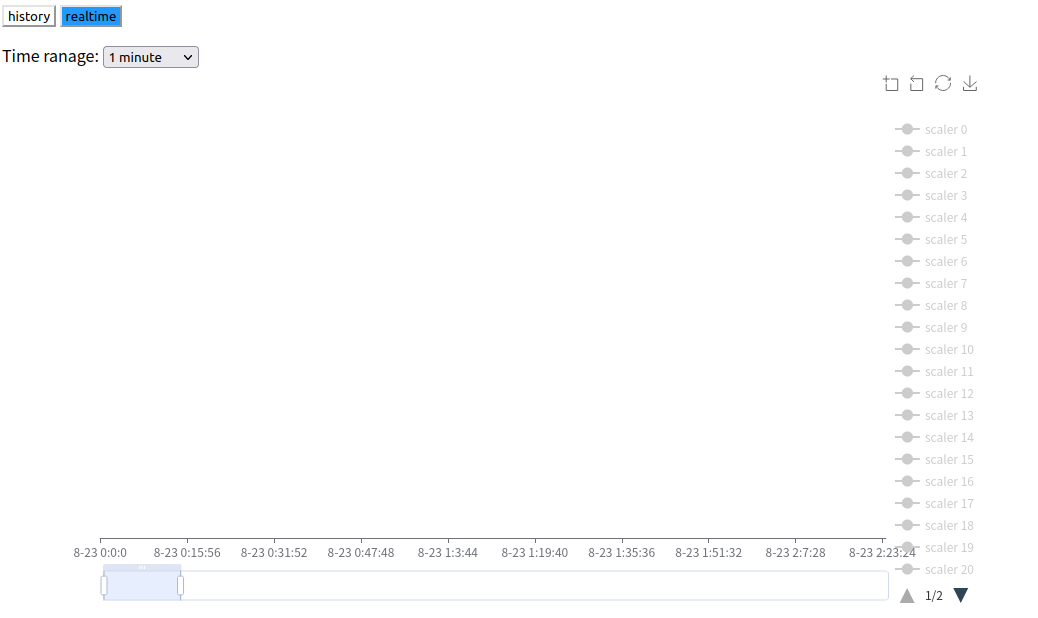 history realtime
Time ranage: 1 minute
scaler 0
scaler 1
scaler 2
scaler 3
scaler 4
scaler 5
scaler 6
scaler 7
scaler 8
scaler 9
scaler 10
scaler 11
scaler 12
scaler 13
scaler 14
scaler 15
scaler 16
scaler 17
scaler 18
scaler 19
scaler 20
8-23 0:0:0 8-23 0:15:56 8-23 0:31:52 8-23 0:47:48 8-23 1:3:44 8-23 1:19:40 8-23 1:35:36 8-23 1:51:32 8-23 2:7:28 8-23 2:23:24
1/2